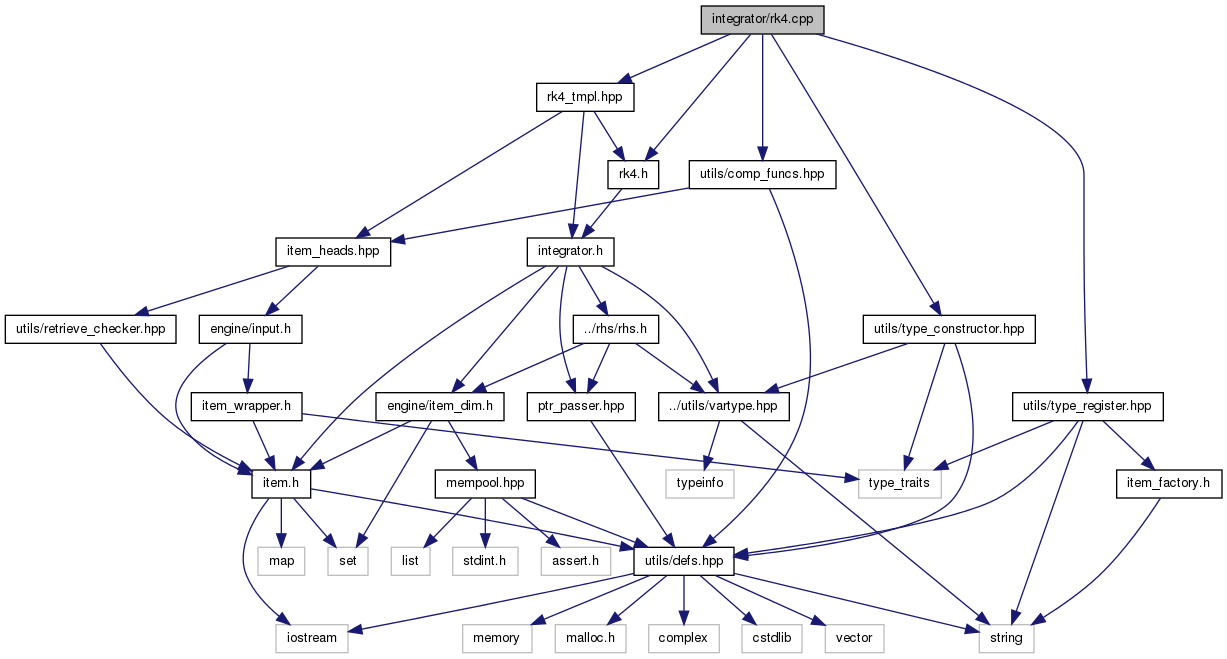 integrator/rk4.cpp
rk4_tmpl.hpp
rk4.h
utils/comp_funcs.hpp
item_heads.hpp
integrator.h
utils/retrieve_checker.hpp
engine/input.h
../rhs/rhs.h
utils/type_constructor.hpp
item_wrapper.h
engine/item_dim.h
ptr_passer.hpp
../utils/vartype.hpp
utils/type_register.hpp
item.h
mempool.hpp
typeinfo
type_traits
item_factory.h
map
set
list
stdint.h
assert.h
utils/defs.hpp
iostream
memory
malloc.h
complex
cstdlib
vector
string